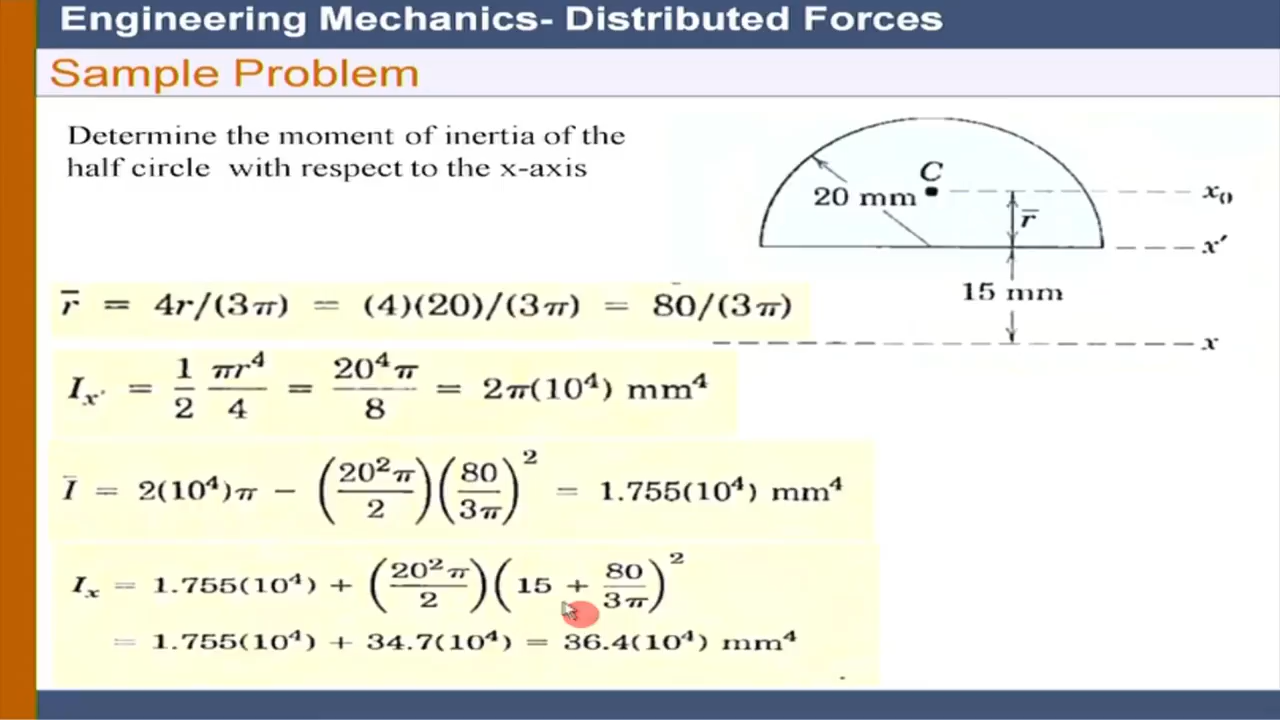 Engineering Mechanics- Distributed Forces
Sample Problem
Determine the moment of inertia of the
half circle with respect to the x-axis
C
20 mm
x₀
r̄
x′
15 mm
x
r̄ = 4r/(3π) = (4)(20)/(3π) = 80/(3π)
Iₓ′ = 1/2 πr⁴/4 = 20⁴π/8 = 2π(10⁴) mm⁴
Ī = 2(10⁴)π − (20²π/2)(80/3π)² = 1.755(10⁴) mm⁴
Iₓ = 1.755(10⁴) + (20²π/2)(15 + 80/3π)²
= 1.755(10⁴) + 34.7(10⁴) = 36.4(10⁴) mm⁴